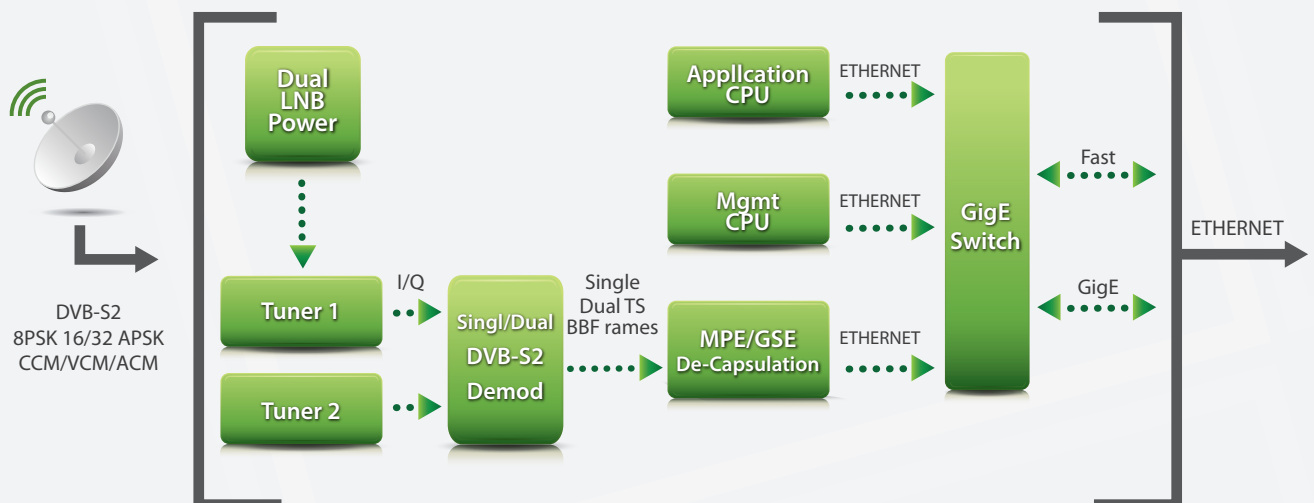 Dual
LNB
Power
Appllcation
CPU
ETHERNET
Mgmt
CPU
ETHERNET
GigE
Switch
Fast
GigE
ETHERNET
DVB-S2
8PSK 16/32 APSK
CCM/VCM/ACM
Tuner 1
I/Q
Tuner 2
Singl/Dual
DVB-S2
Demod
Single
Dual TS
BBF rames
MPE/GSE
De-Capsulation
ETHERNET